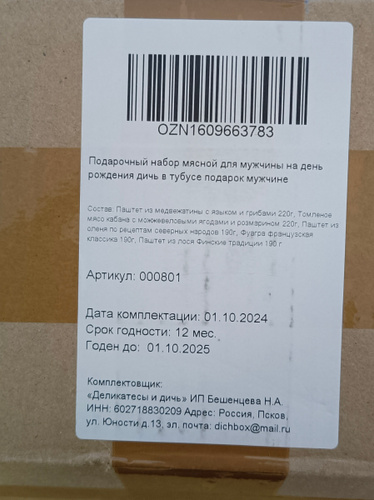 OZN1609663783
Подарочный набор мясной для мужчины на день
рождения дичь в тубусе подарок мужчине
Состав: Паштет из медвежатины с языком и грибами 220г, Томленое
мясо кабана с можжевеловыми ягодами и розмарином 220г, Паштет из
оленя по рецептам северных народов 190г, Фуагра французская
классика 190г, Паштет из лося Финские традиции 190 г
Артикул: 000801
Дата комплектации: 01.10.2024
Срок годности: 12 мес.
Годен до: 01.10.2025
Комплектовщик:
«Деликатесы и дичь» ИП Бешенцева Н.А.
ИНН: 602718830209 Адрес: Россия, Псков,
ул. Юности д.13, эл. почта: dichbox@mail.ru